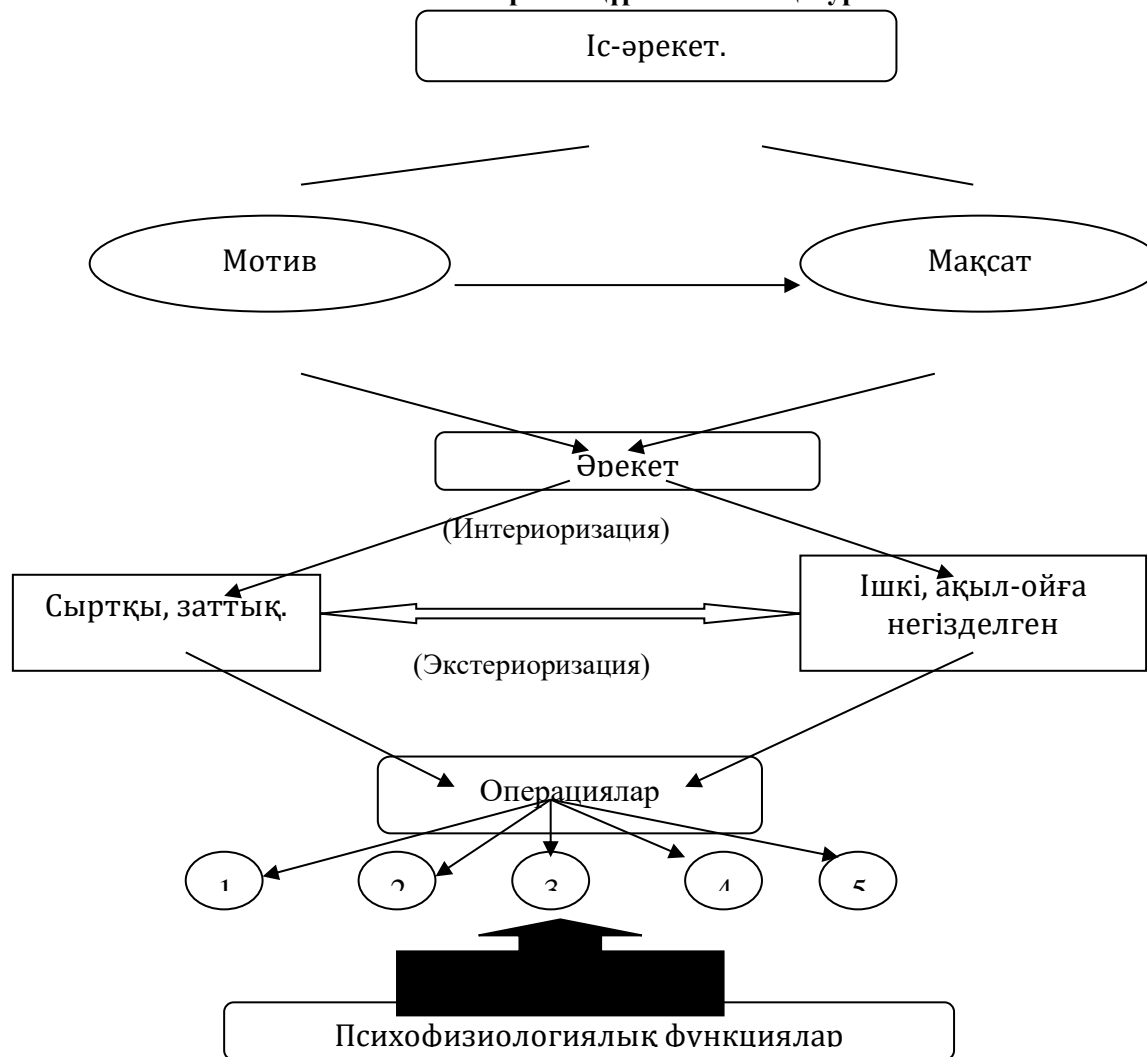 Іс-әрекет.
Мотив
Мақсат
Әрекет
(Интериоризация)
Сыртқы, заттық.
Ішкі, ақыл-ойға
негізделген
(Экстериоризация)
Операциялар
1 2 3 4 5
Психофизиологиялық функциялар